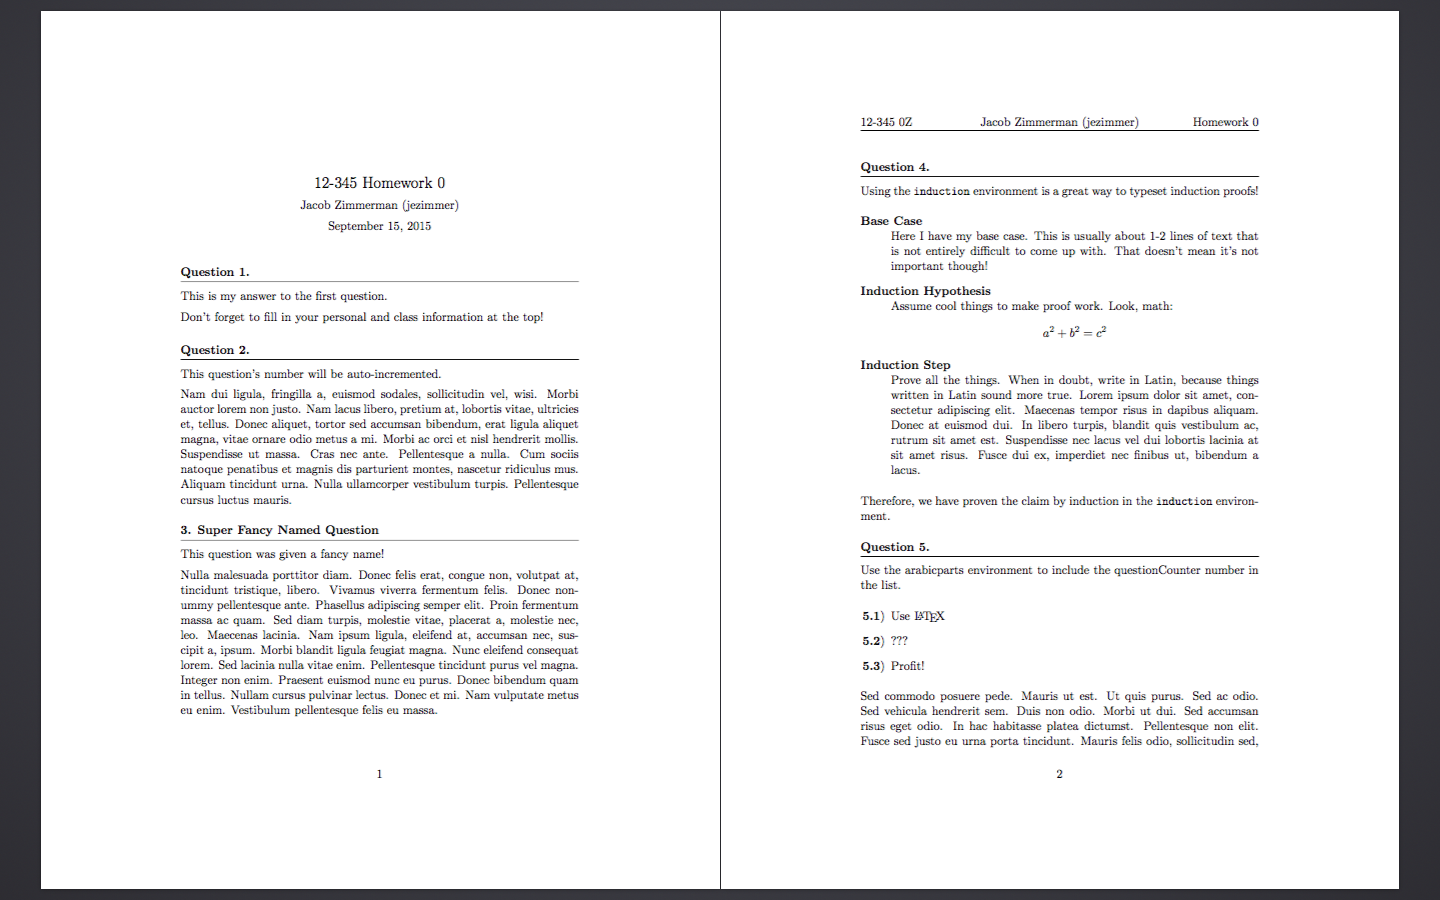 12-345 Homework 0
Jacob Zimmerman (jezimmer)
September 15, 2015
Question 1.
This is my answer to the first question.
Don't forget to fill in your personal and class information at the top!
Question 2.
This question's number will be auto-incremented.
Nam dui ligula, fringilla a, euismod sodales, sollicitudin vel, wisi. Morbi
auctor lorem non justo. Nam lacus libero, pretium at, lobortis vitae, ultricies
et, tellus. Donec aliquet, tortor sed accumsan bibendum, erat ligula aliquet
magna, vitae ornare odio metus a mi. Morbi ac orci et nisl hendrerit mollis.
Suspendisse ut massa. Cras nec ante. Pellentesque a nulla. Cum sociis
natoque penatibus et magnis dis parturient montes, nascetur ridiculus mus.
Aliquam tincidunt urna. Nulla ullamcorper vestibulum turpis. Pellentesque
cursus luctus mauris.
3. Super Fancy Named Question
This question was given a fancy name!
Nulla malesuada porttitor diam. Donec felis erat, congue non, volutpat at,
tincidunt tristique, libero. Vivamus viverra fermentum felis. Donec non-
ummy pellentesque ante. Phasellus adipiscing semper elit. Proin fermentum
massa ac quam. Sed diam turpis, molestie vitae, placerat a, molestie nec,
leo. Maecenas lacinia. Nam ipsum ligula, eleifend at, accumsan nec, sus-
cipit a, ipsum. Morbi blandit ligula feugiat magna. Nunc eleifend consequat
lorem. Sed lacinia nulla vitae enim. Pellentesque tincidunt purus vel magna.
Integer non enim. Praesent euismod nunc eu purus. Donec bibendum quam
in tellus. Nullam cursus pulvinar lectus. Donec et mi. Nam vulputate metus
eu enim. Vestibulum pellentesque felis eu massa.
1
12-345 0Z Jacob Zimmerman (jezimmer) Homework 0
Question 4.
Using the induction environment is a great way to typeset induction proofs!
Base Case
Here I have my base case. This is usually about 1-2 lines of text that
is not entirely difficult to come up with. That doesn't mean it's not
important though!
Induction Hypothesis
Assume cool things to make proof work. Look, math:
a² + b² = c²
Induction Step
Prove all the things. When in doubt, write in Latin, because things
written in Latin sound more true. Lorem ipsum dolor sit amet, con-
sectetur adipiscing elit. Maecenas tempor risus in dapibus aliquam.
Donec at euismod dui. In libero turpis, blandit quis vestibulum ac,
rutrum sit amet est. Suspendisse nec lacus vel dui lobortis lacinia at
sit amet risus. Fusce dui ex, imperdiet nec finibus ut, bibendum a
lacus.
Therefore, we have proven the claim by induction in the induction environ-
ment.
Question 5.
Use the arabicparts environment to include the questionCounter number in
the list.
5.1) Use LATEX
5.2) ???
5.3) Profit!
Sed commodo posuere pede. Mauris ut est. Ut quis purus. Sed ac odio.
Sed vehicula hendrerit sem. Duis non odio. Morbi ut dui. Sed accumsan
risus eget odio. In hac habitasse platea dictumst. Pellentesque non elit.
Fusce sed justo eu urna porta tincidunt. Mauris felis odio, sollicitudin sed,
2